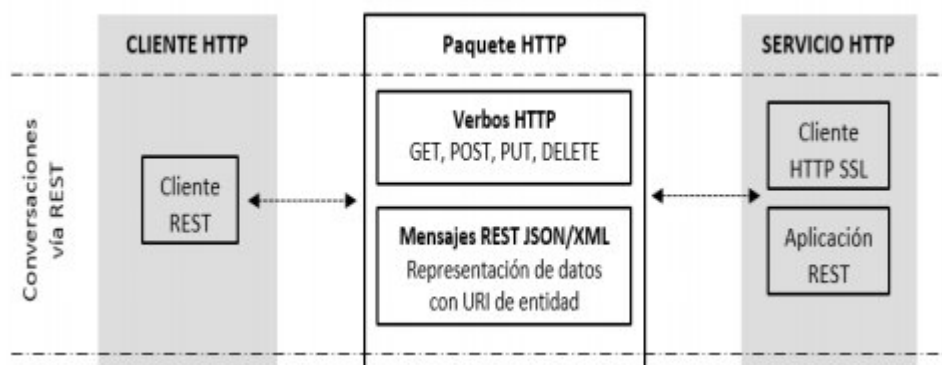 CLIENTE HTTP
Paquete HTTP
SERVICIO HTTP
Conversaciones
vía REST
Cliente
REST
Verbos HTTP
GET, POST, PUT, DELETE
Mensajes REST JSON/XML
Representación de datos
con URI de entidad
Cliente
HTTP SSL
Aplicación
REST